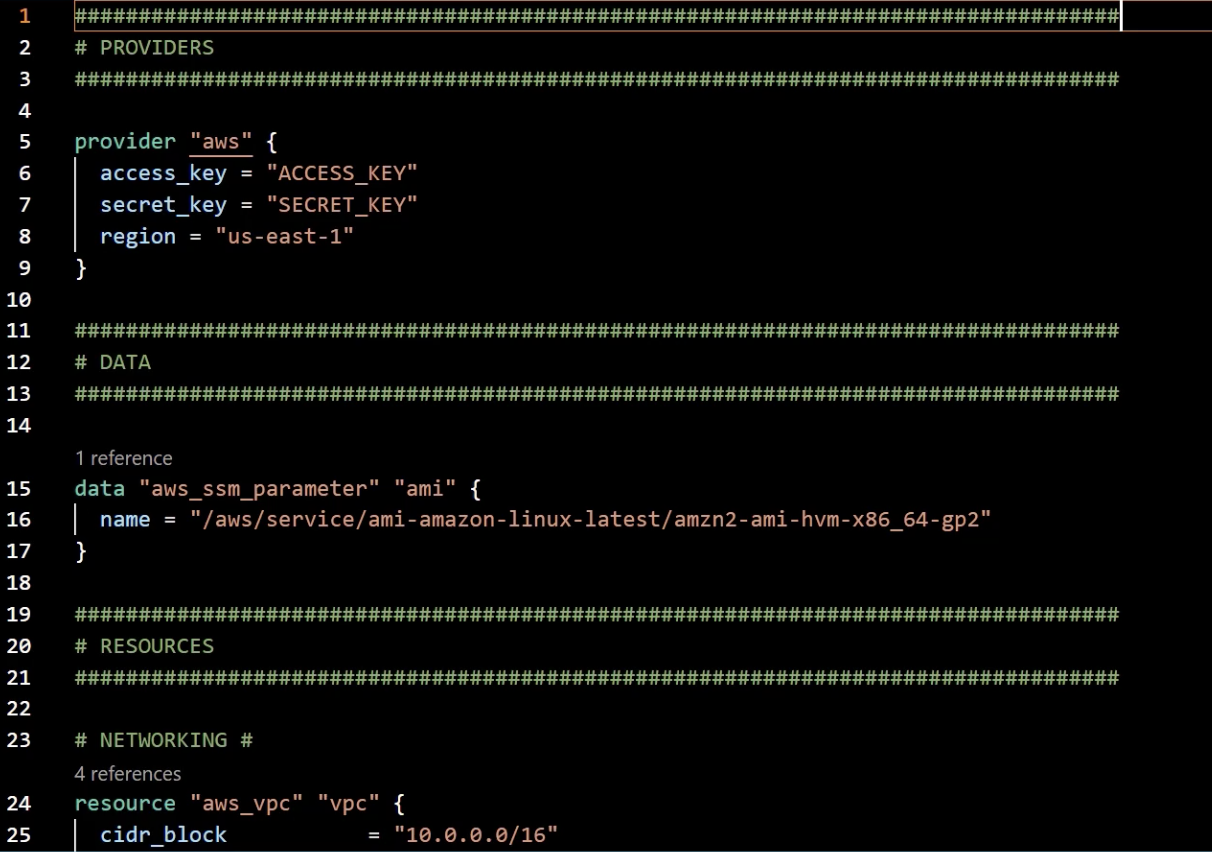 1 ##################################################################################
2 # PROVIDERS
3 ##################################################################################
4
5 provider "aws" {
6   access_key = "ACCESS_KEY"
7   secret_key = "SECRET_KEY"
8   region = "us-east-1"
9 }
10
11 ##################################################################################
12 # DATA
13 ##################################################################################
14
1 reference
15 data "aws_ssm_parameter" "ami" {
16   name = "/aws/service/ami-amazon-linux-latest/amzn2-ami-hvm-x86_64-gp2"
17 }
18
19 ##################################################################################
20 # RESOURCES
21 ##################################################################################
22
23 # NETWORKING #
4 references
24 resource "aws_vpc" "vpc" {
25   cidr_block           = "10.0.0.0/16"